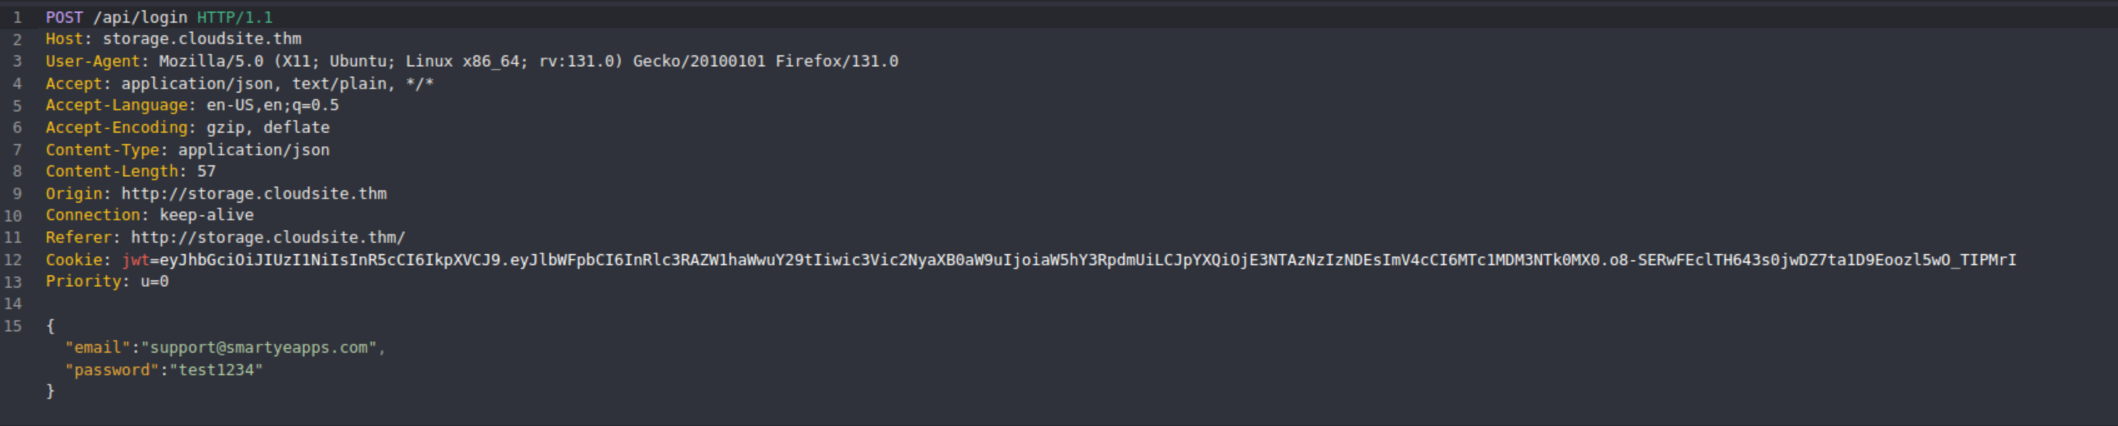 1 POST /api/login HTTP/1.1
2 Host: storage.cloudsite.thm
3 User-Agent: Mozilla/5.0 (X11; Ubuntu; Linux x86_64; rv:131.0) Gecko/20100101 Firefox/131.0
4 Accept: application/json, text/plain, */*
5 Accept-Language: en-US,en;q=0.5
6 Accept-Encoding: gzip, deflate
7 Content-Type: application/json
8 Content-Length: 57
9 Origin: http://storage.cloudsite.thm
10 Connection: keep-alive
11 Referer: http://storage.cloudsite.thm/
12 Cookie: jwt=eyJhbGciOiJIUzI1NiIsInR5cCI6IkpXVCJ9.eyJlbWFpbCI6InRlc3RAZW1haWwuY29tIiwic3Vic2NyaXB0aW9uIjoiaW5hY3RpdmUiLCJpYXQiOjE3NTAzNzIzNDEsImV4cCI6MTc1MDM3NTk0MX0.o8-SERwFEclTH643s0jwDZ7ta1D9Eoozl5wO_TIPMrI
13 Priority: u=0
14
15 {
"email":"support@smartyeapps.com",
"password":"test1234"
}